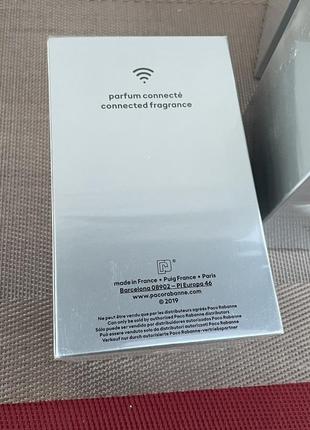 parfum connecté
connected fragrance
made in France • Puig France • Paris
Barcelona 08902 – Pl Europa 46
www.pacorabanne.com
© 2019
Ne peut être vendu que par les distributeurs agréés Paco Rabanne
Can only be sold by authorised Paco Rabanne distributors
Sólo puede ser vendido por distribuidores autorizados Paco Rabanne
Può essere venduto solo da distributori autorizzati Paco Rabanne
Verkauf nur durch autorisierte Paco Rabanne-vertriebspartner